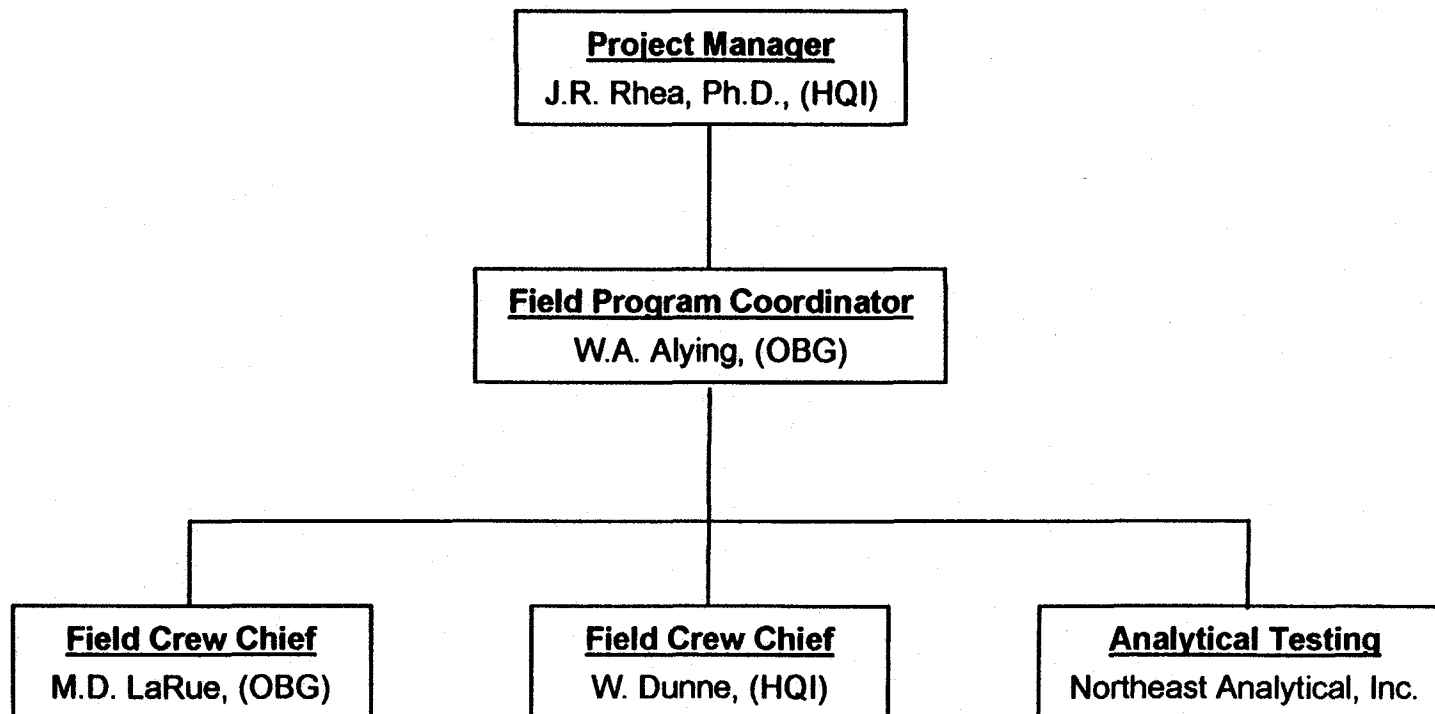 Project Manager
J.R. Rhea, Ph.D., (HQI)
Field Program Coordinator
W.A. Alying, (OBG)
Field Crew Chief
M.D. LaRue, (OBG)
Field Crew Chief
W. Dunne, (HQI)
Analytical Testing
Northeast Analytical, Inc.